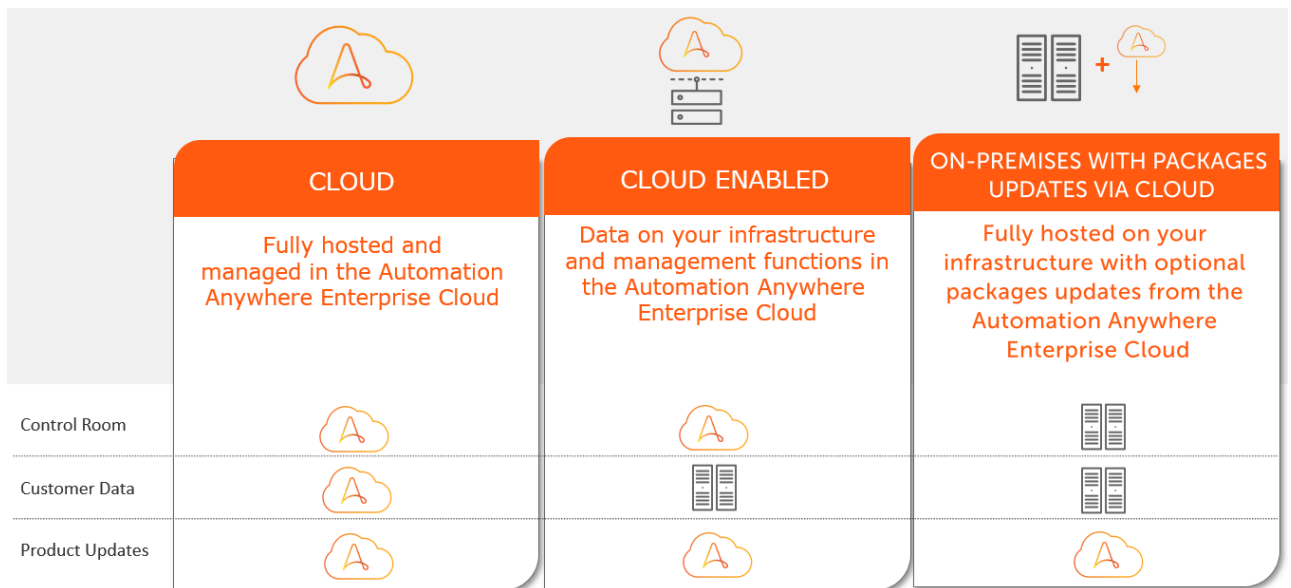 CLOUD
Fully hosted and
managed in the Automation
Anywhere Enterprise Cloud
CLOUD ENABLED
Data on your infrastructure
and management functions in
the Automation Anywhere
Enterprise Cloud
+
ON-PREMISES WITH PACKAGES
UPDATES VIA CLOUD
Fully hosted on your
infrastructure with optional
packages updates from the
Automation Anywhere
Enterprise Cloud
Control Room
Customer Data
Product Updates